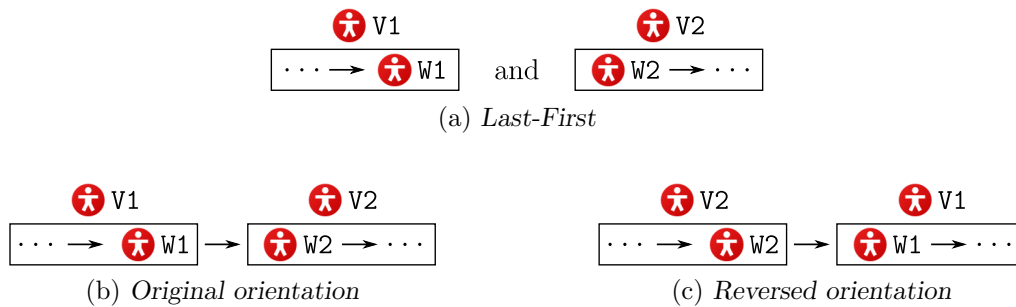 V1 V2
··· W1 and W2 ···
(a) Last-First
V1 V2 V2 V1
··· W1 W2 ··· ··· W2 W1 ···
(b) Original orientation (c) Reversed orientation